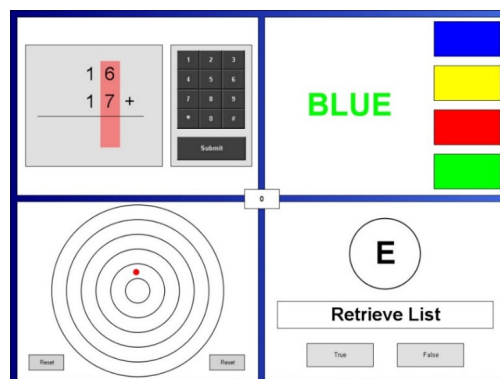 1 6
1 7 +
1 2 3
4 5 6
7 8 9
* 0 #
Submit
BLUE
0
Reset
Reset
E
Retrieve List
True
False